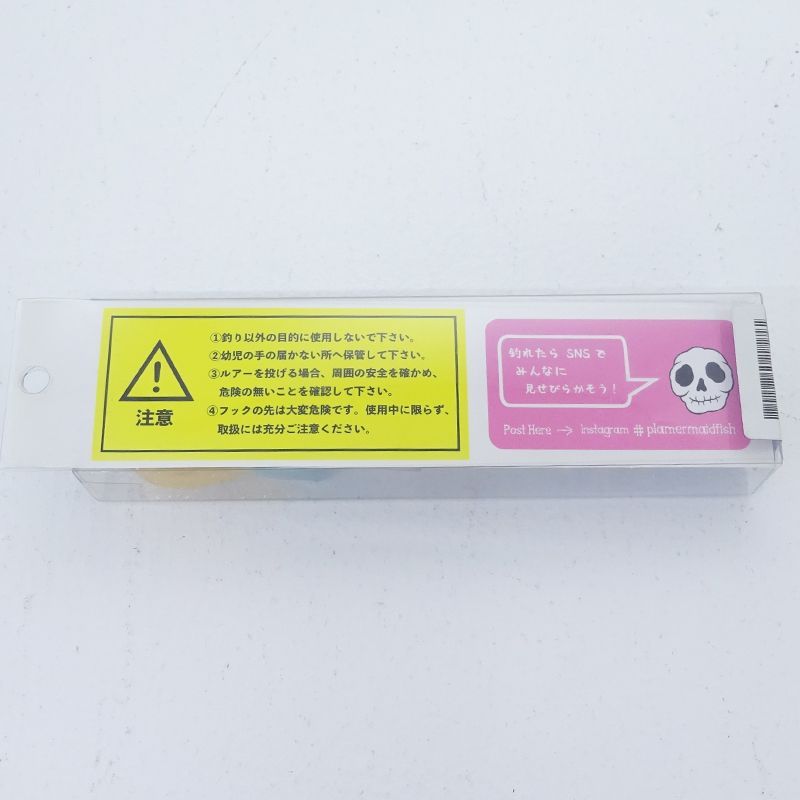 注意
①釣り以外の目的に使用しないで下さい。
②幼児の手の届かない所へ保管して下さい。
③ルアーを投げる場合、周囲の安全を確かめ、
危険の無いことを確認して下さい。
④フックの先は大変危険です。使用中に限らず、
取扱には充分ご注意ください。
釣れたら SNS で
みんなに
見せびらかそう!
Post Here → instagram # plamermaidfish